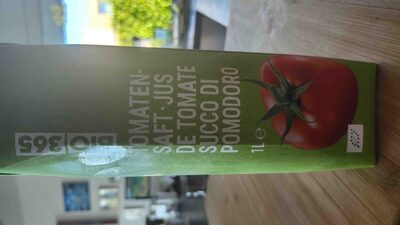 BIO 365
TOMATEN-
SAFT · JUS
DE TOMATE
SUCCO DI
POMODORO
1L e